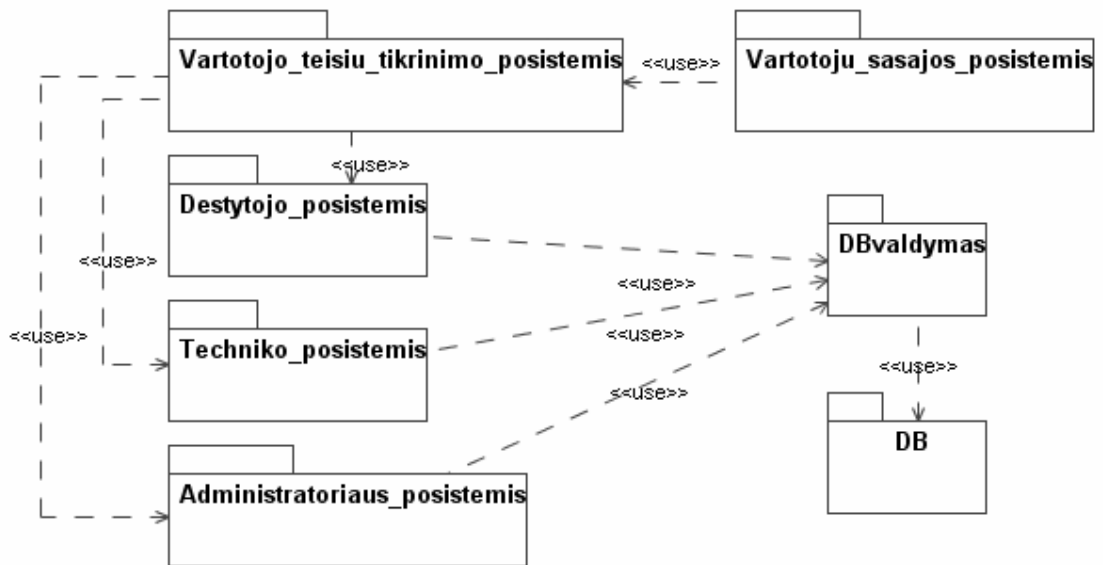 Vartotojo_teisiu_tikrinimo_posistemis
<<use>>
Vartotoju_sasajos_posistemis
<<use>>
Destytojo_posistemis
DBvaldymas
<<use>>
<<use>>
<<use>>
<<use>>
Techniko_posistemis
<<use>>
<<use>>
DB
Administratoriaus_posistemis